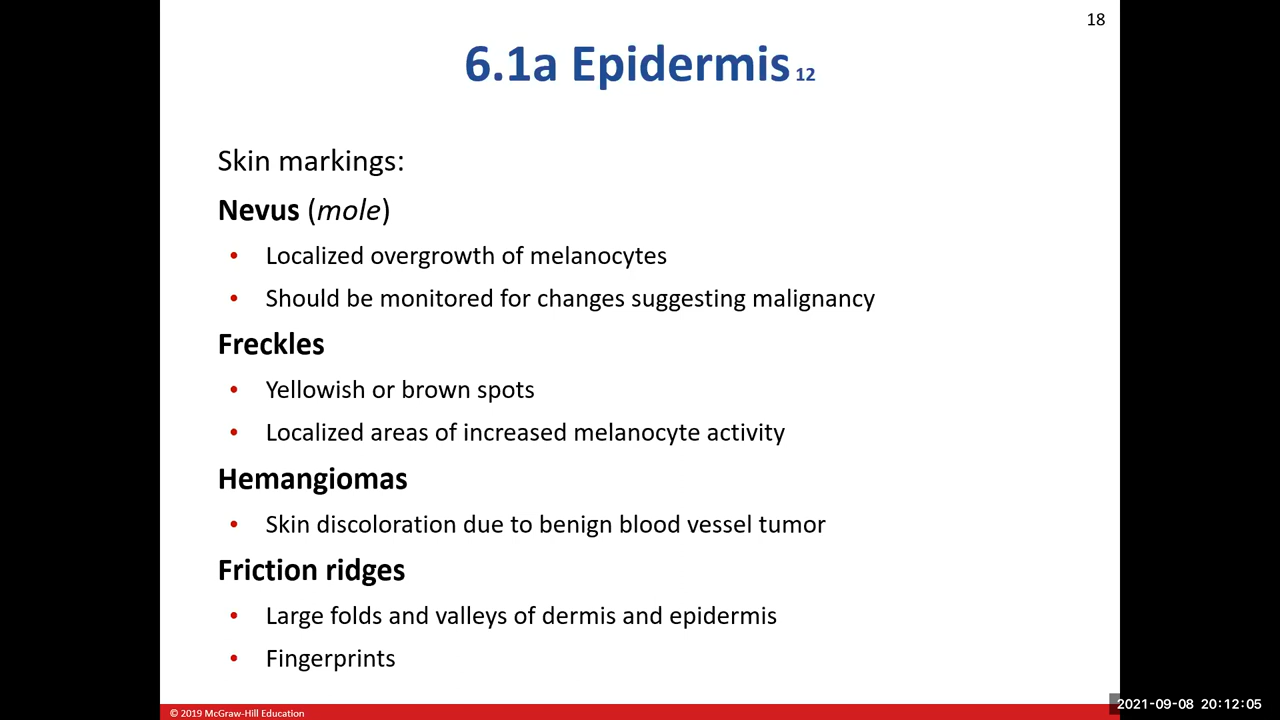 18
6.1a Epidermis 12
Skin markings:
Nevus (mole)
• Localized overgrowth of melanocytes
• Should be monitored for changes suggesting malignancy
Freckles
• Yellowish or brown spots
• Localized areas of increased melanocyte activity
Hemangiomas
• Skin discoloration due to benign blood vessel tumor
Friction ridges
• Large folds and valleys of dermis and epidermis
• Fingerprints
© 2019 McGraw-Hill Education
2021-09-08 20:12:05